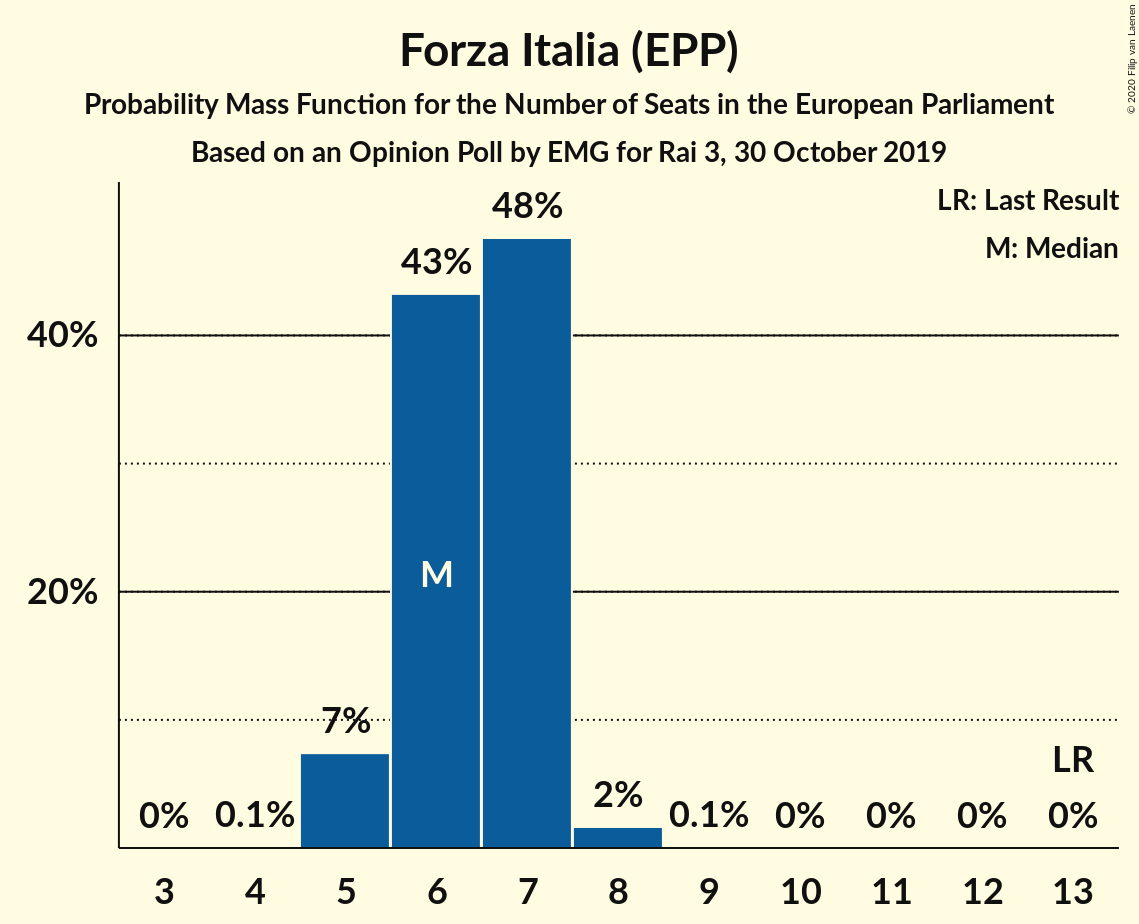 Forza Italia (EPP)
Probability Mass Function for the Number of Seats in the European Parliament
Based on an Opinion Poll by EMG for Rai 3, 30 October 2019
© 2020 Filip van Laenen
LR: Last Result
M: Median
48%
43%
40%
M
20%
7%
LR
2%
0% 0.1% 0.1% 0% 0% 0% 0%
3 4 5 6 7 8 9 10 11 12 13